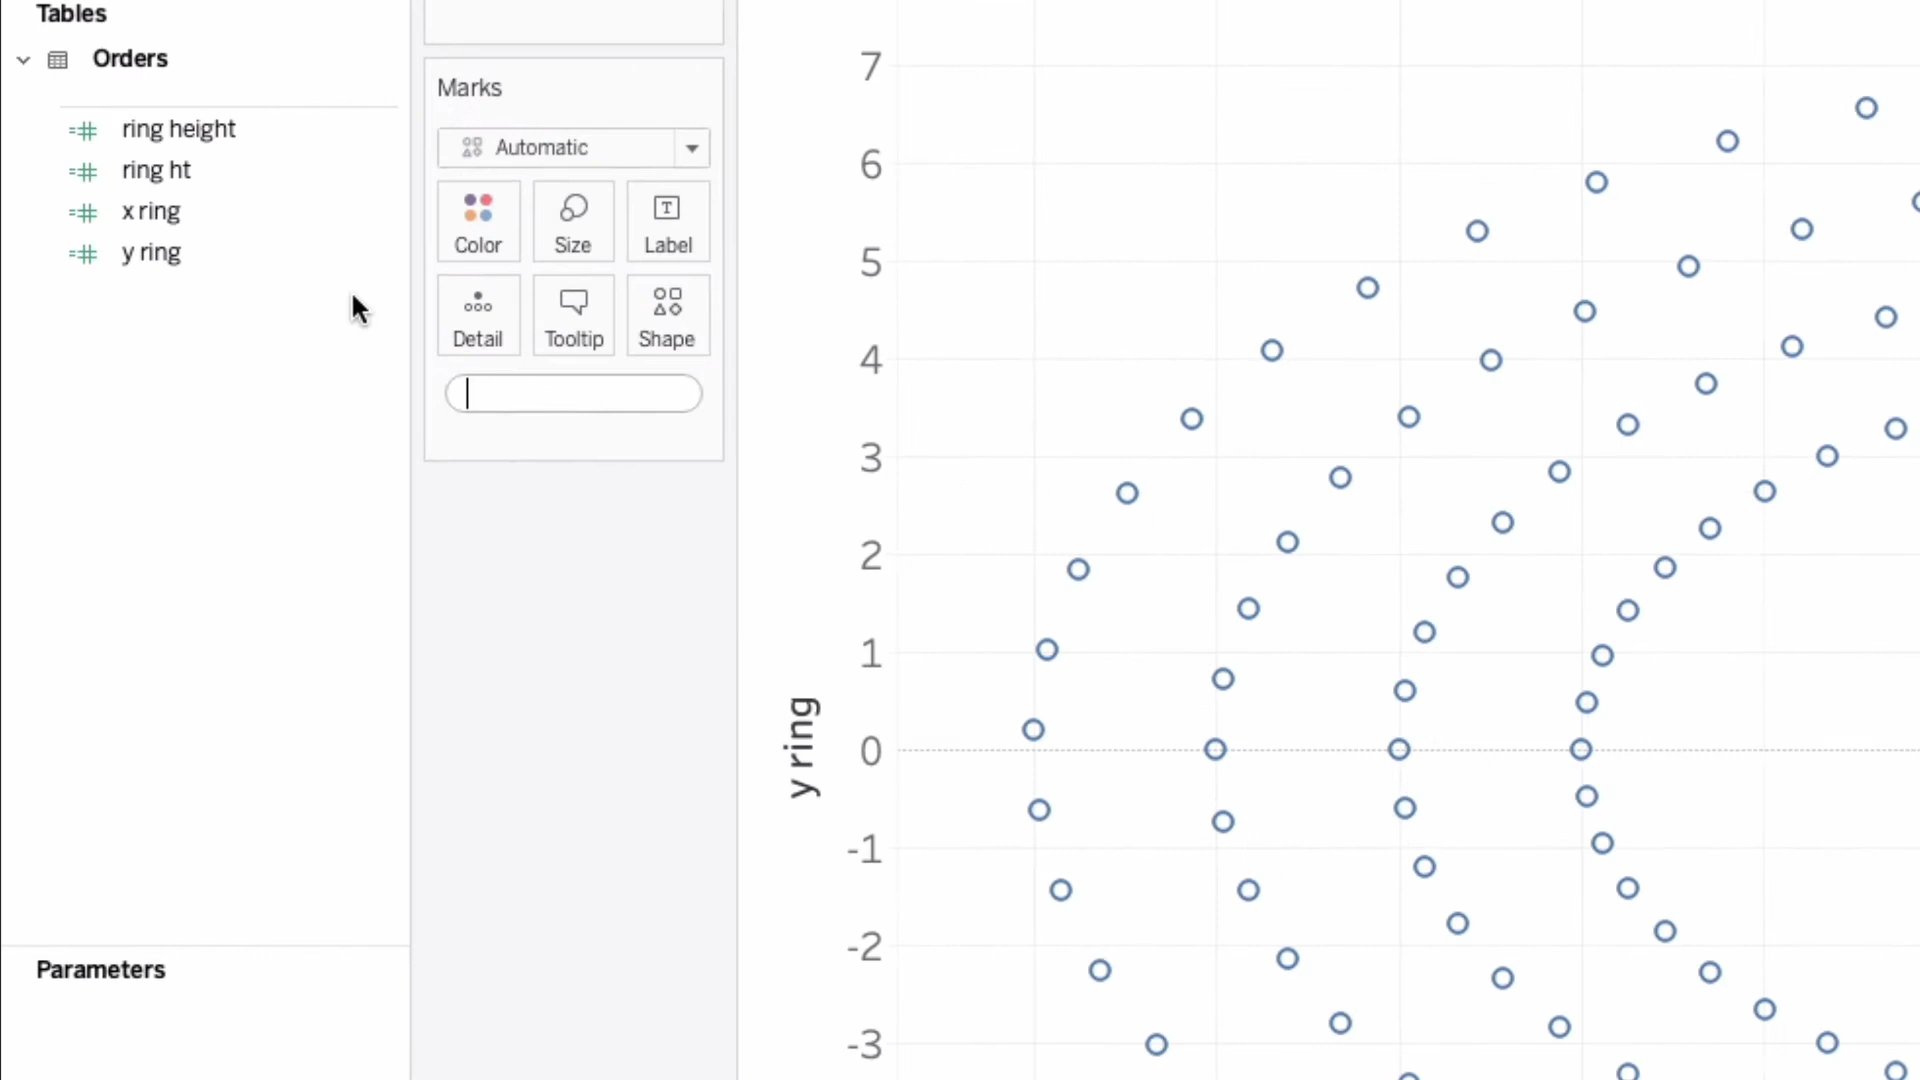 Tables
Orders
ring height
ring ht
x ring
y ring
Parameters
Marks
Automatic
Color
Size
Label
Detail
Tooltip
Shape
y ring
7
6
5
4
3
2
1
0
-1
-2
-3